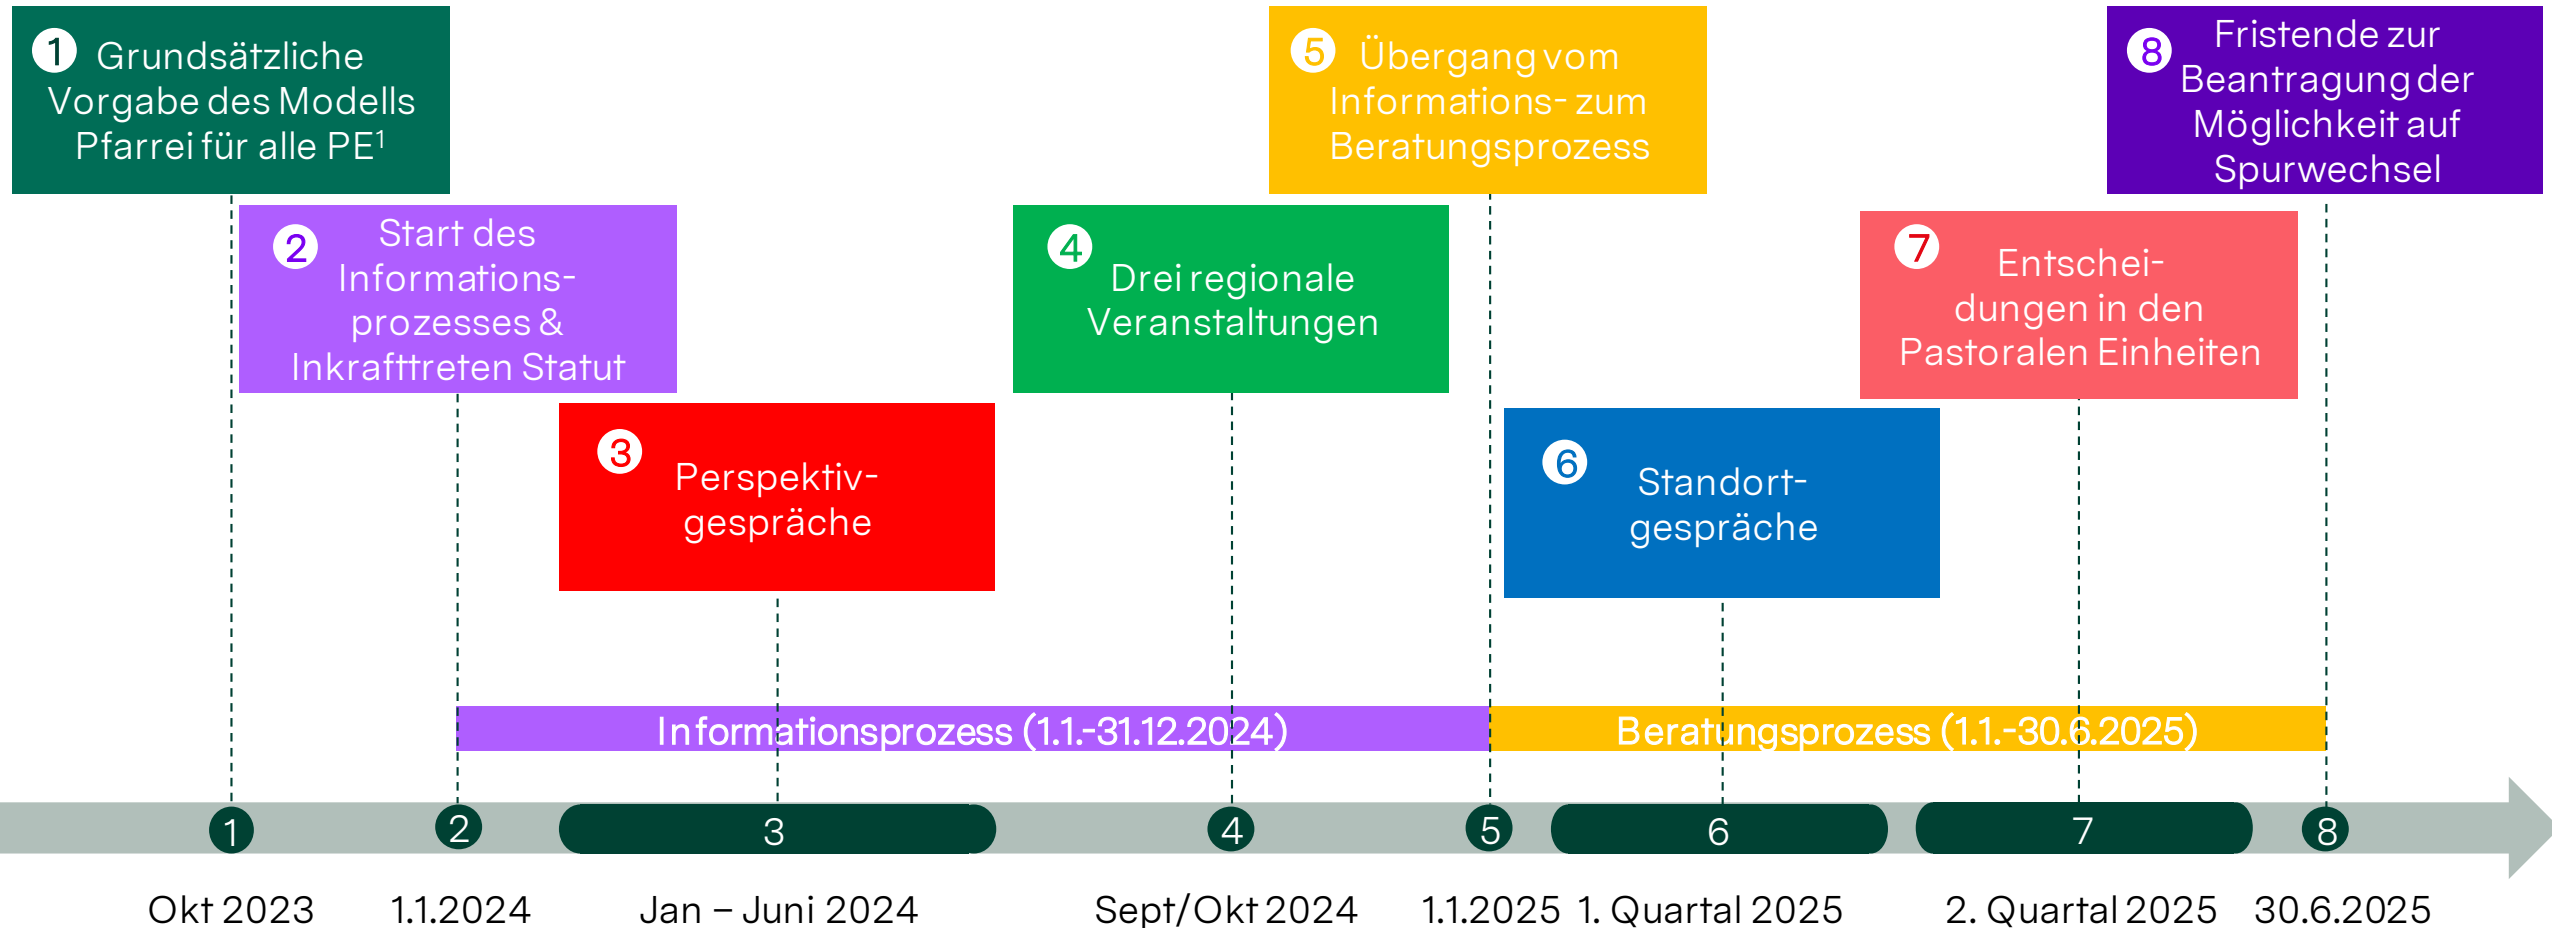 1 Grundsätzliche
Vorgabe des Modells
Pfarrei für alle PE¹
2 Start des
Informations-
prozesses &
Inkrafttreten Statut
3 Perspektiv-
gespräche
4 Drei regionale
Veranstaltungen
5 Übergang vom
Informations- zum
Beratungsprozess
6 Standort-
gespräche
7 Entschei-
dungen in den
Pastoralen Einheiten
8 Fristende zur
Beantragung der
Möglichkeit auf
Spurwechsel
Informationsprozess (1.1.-31.12.2024)
Beratungsprozess (1.1.-30.6.2025)
1 2 3 4 5 6 7 8
Okt 2023 1.1.2024 Jan – Juni 2024 Sept/Okt 2024 1.1.2025 1. Quartal 2025 2. Quartal 2025 30.6.2025